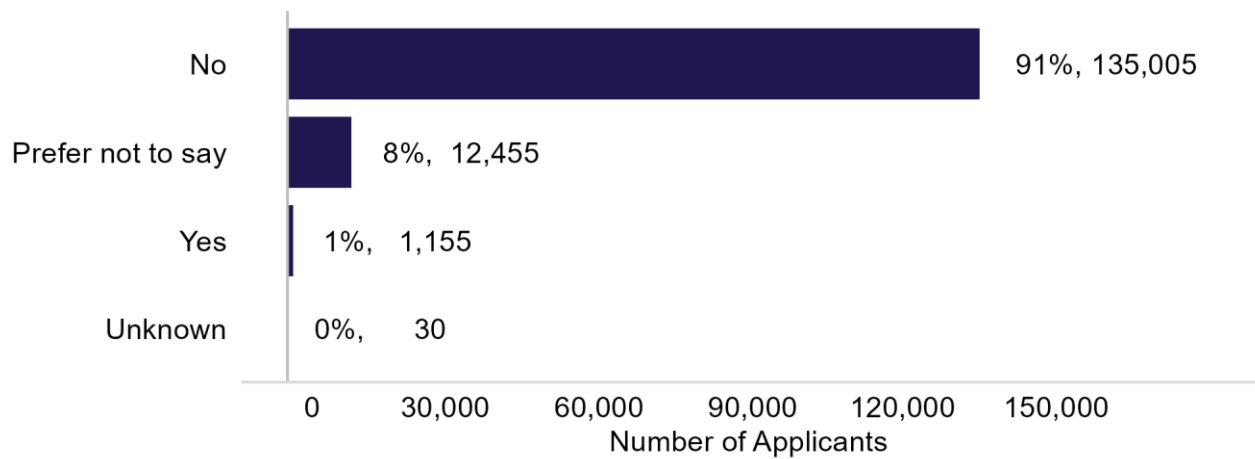 No 91%, 135,005
Prefer not to say 8%, 12,455
Yes 1%, 1,155
Unknown 0%, 30
0 30,000 60,000 90,000 120,000 150,000
Number of Applicants